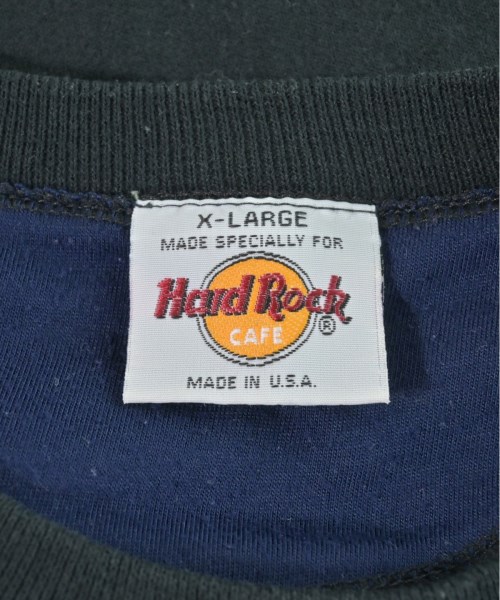 X-LARGE
MADE SPECIALLY FOR
Hard Rock
CAFE ®
MADE IN U.S.A.